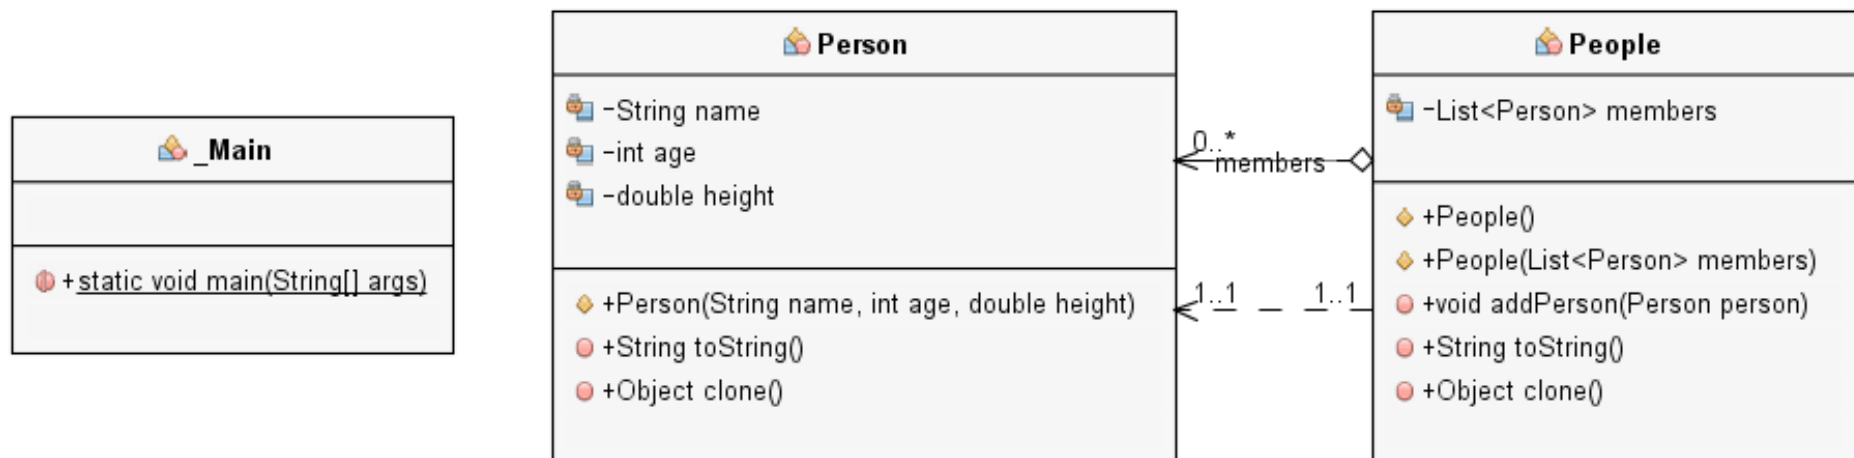 _Main
+static void main(String[] args)
Person
-String name
-int age
-double height
+Person(String name, int age, double height)
+String toString()
+Object clone()
0..*
members
1..1
1..1
People
-List<Person> members
+People()
+People(List<Person> members)
+void addPerson(Person person)
+String toString()
+Object clone()